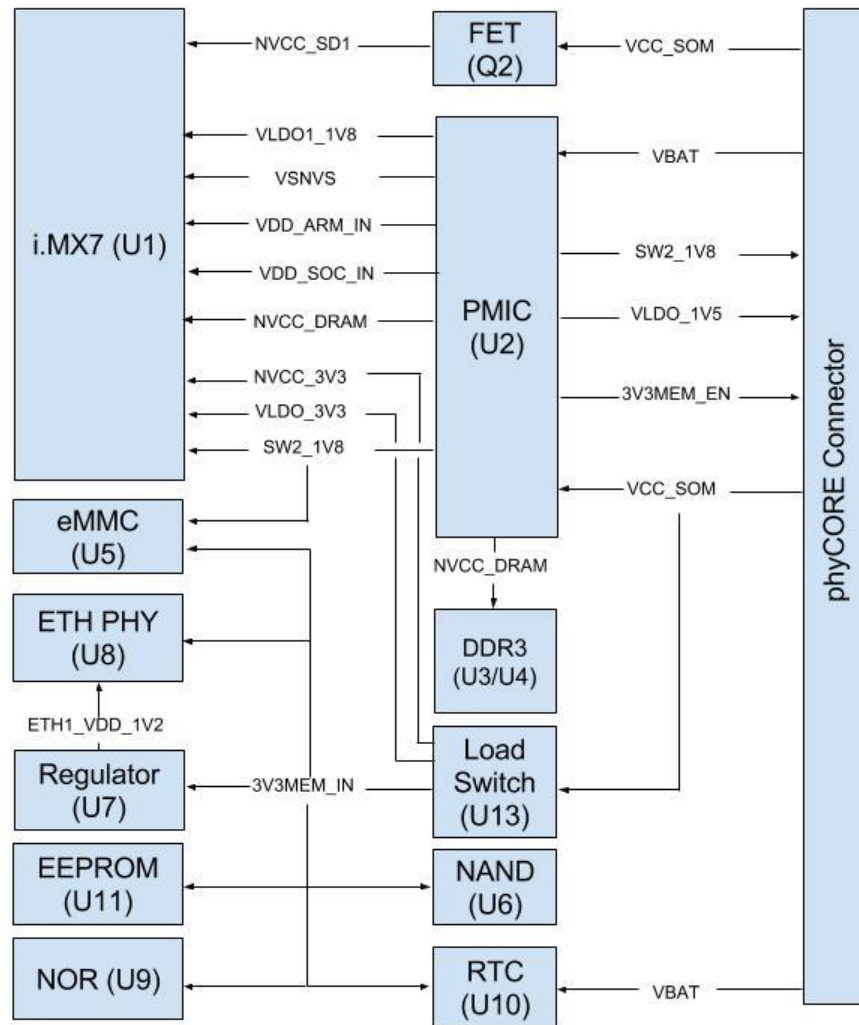 NVCC_SD1
FET
(Q2)
VCC_SOM
i.MX7 (U1)
VLDO1_1V8
VSNVS
VDD_ARM_IN
VDD_SOC_IN
NVCC_DRAM
NVCC_3V3
VLDO_3V3
SW2_1V8
PMIC
(U2)
VBAT
SW2_1V8
VLDO_1V5
3V3MEM_EN
VCC_SOM
phyCORE Connector
eMMC
(U5)
NVCC_DRAM
ETH PHY
(U8)
DDR3
(U3/U4)
ETH1_VDD_1V2
Regulator
(U7)
3V3MEM_IN
Load
Switch
(U13)
EEPROM
(U11)
NAND
(U6)
NOR (U9)
RTC
(U10)
VBAT